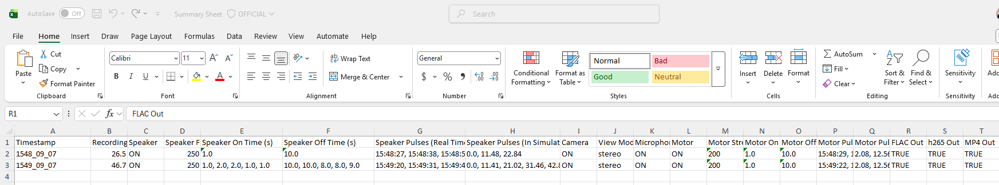 AutoSave Off Summary Sheet OFFICIAL Search
File Home Insert Draw Page Layout Formulas Data Review View Automate Help
Paste Cut Copy Format Painter Clipboard
Calibri 11 B I U A Font
Wrap Text Merge & Center Alignment
General $ % Number
Conditional Formatting Format as Table Normal Bad Good Neutral Styles
Insert Delete Format Cells
AutoSum Fill Clear Sort & Filter Find & Select Editing
Sensitivity Sensitivity
R1 fx FLAC Out
A B C D E F G H I J K L M N O P Q R S T
1 Timestamp Recording Speaker Speaker F Speaker On Time (s) Speaker Off Time (s) Speaker Pulses (Real Time Speaker Pulses (In Simulat Camera View Mod Micropho Motor Motor Stre Motor On Motor Off Motor Pul Motor Pul FLAC Out h265 Out MP4 Out
2 1548_09_07 26.5 ON 250 1.0 10.0 15:48:27, 15:48:38, 15:48:5 0.0, 11.48, 22.84 ON stereo ON ON 200 1.0 10.0 15:48:29, 1 2.08, 12.56 TRUE TRUE TRUE
3 1549_09_07 46.7 ON 250 1.0, 2.0, 2.0, 1.0, 1.0 10.0, 10.0, 8.0, 8.0, 9.0 15:49:20, 15:49:31, 15:49:4 0.0, 11.41, 21.02, 31.46, 42.8 ON stereo ON ON 200 1.0 10.0 15:49:22, 1 2.08, 12.56 TRUE TRUE TRUE
4